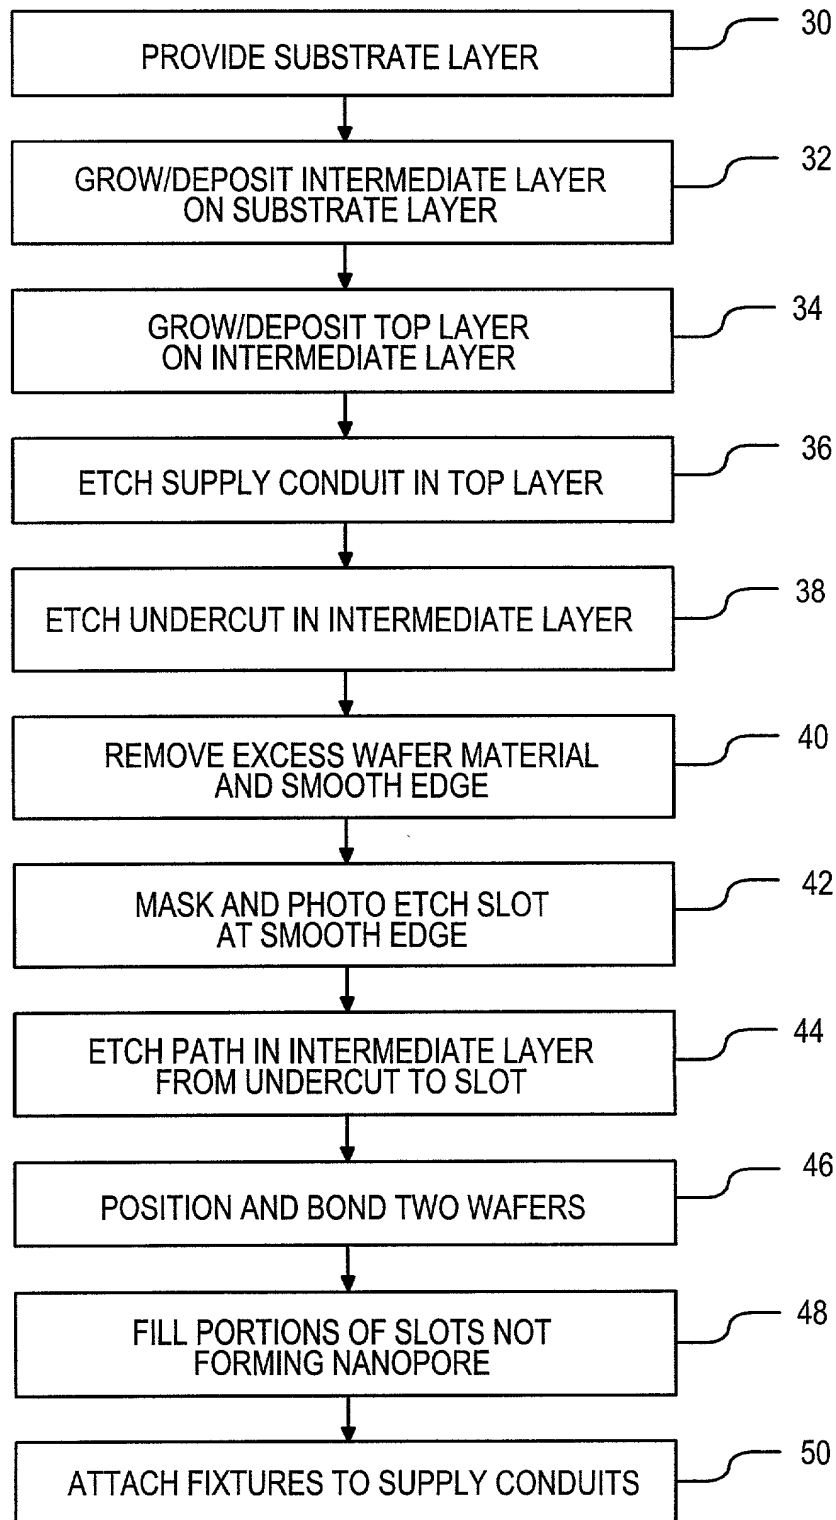 PROVIDE SUBSTRATE LAYER
30
GROW/DEPOSIT INTERMEDIATE LAYER
ON SUBSTRATE LAYER
32
GROW/DEPOSIT TOP LAYER
ON INTERMEDIATE LAYER
34
ETCH SUPPLY CONDUIT IN TOP LAYER
36
ETCH UNDERCUT IN INTERMEDIATE LAYER
38
REMOVE EXCESS WAFER MATERIAL
AND SMOOTH EDGE
40
MASK AND PHOTO ETCH SLOT
AT SMOOTH EDGE
42
ETCH PATH IN INTERMEDIATE LAYER
FROM UNDERCUT TO SLOT
44
POSITION AND BOND TWO WAFERS
46
FILL PORTIONS OF SLOTS NOT
FORMING NANOPORE
48
ATTACH FIXTURES TO SUPPLY CONDUITS
50